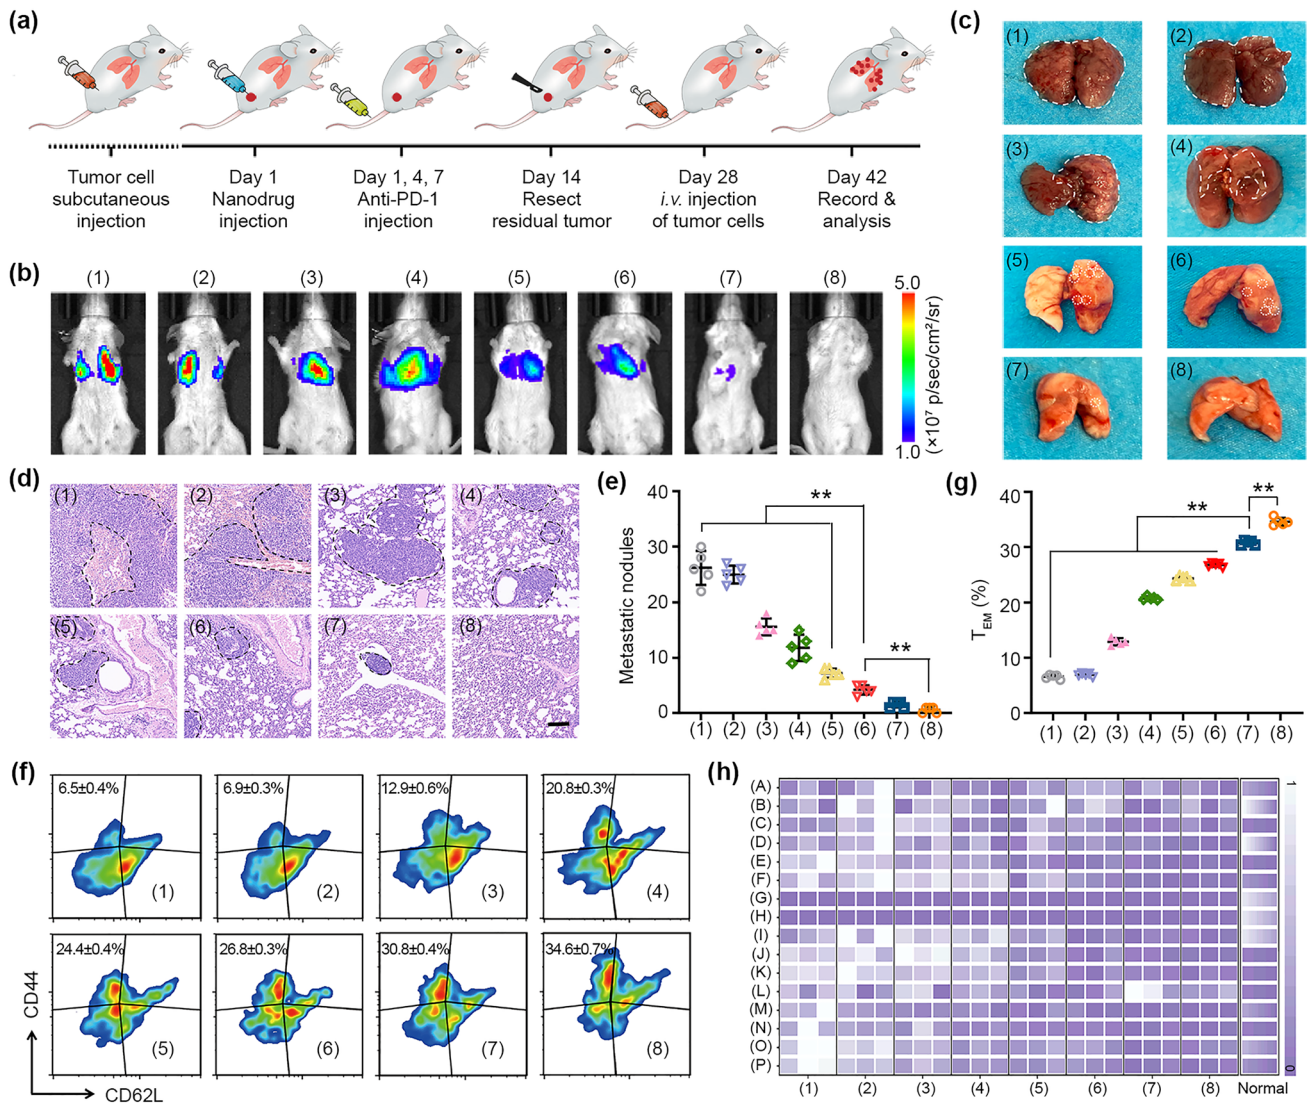 (a)
Tumor cell
subcutaneous
injection
Day 1
Nanodrug
injection
Day 1, 4, 7
Anti-PD-1
injection
Day 14
Resect
residual tumor
Day 28
i.v. injection
of tumor cells
Day 42
Record &
analysis
(b)
(1) (2) (3) (4) (5) (6) (7) (8)
5.0
(×10⁷ p/sec/cm²/sr)
1.0
(c)
(1) (2)
(3) (4)
(5) (6)
(7) (8)
(d)
(1) (2) (3) (4)
(5) (6) (7) (8)
(e)
Metastatic nodules
40
30
20
10
0
**
**
(1) (2) (3) (4) (5) (6) (7) (8)
(g)
T_EM (%)
40
30
20
10
0
**
**
(1) (2) (3) (4) (5) (6) (7) (8)
(f)
6.5±0.4% 6.9±0.3% 12.9±0.6% 20.8±0.3%
(1) (2) (3) (4)
24.4±0.4% 26.8±0.3% 30.8±0.4% 34.6±0.7%
(5) (6) (7) (8)
CD44
CD62L
(h)
(A)
(B)
(C)
(D)
(E)
(F)
(G)
(H)
(I)
(J)
(K)
(L)
(M)
(N)
(O)
(P)
(1) (2) (3) (4) (5) (6) (7) (8) Normal
1
0